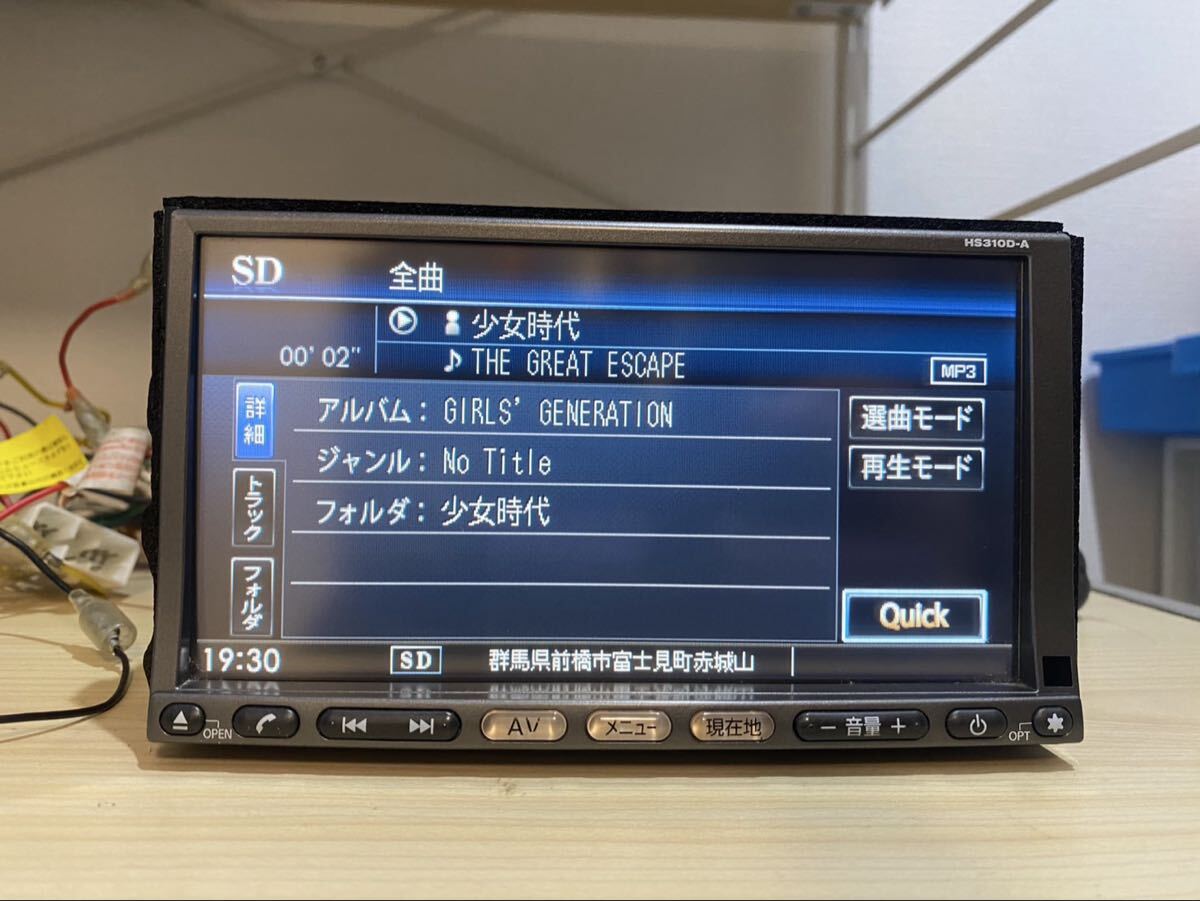 HS310D-A
SD 全曲
少女時代
00' 02" ♪ THE GREAT ESCAPE
MP3
詳細
アルバム: GIRLS' GENERATION
選曲モード
ジャンル: No Title
再生モード
トラック
フォルダ: 少女時代
フォルダ
Quick
19:30 SD 群馬県前橋市富士見町赤城山
OPEN
AV
メニュー
現在地
− 音量 +
OPT